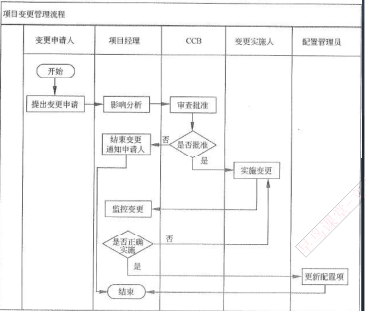 项目变更管理流程
变更申请人
项目经理
CCB
变更实施人
配置管理员
开始
提出变更申请
影响分析
审查批准
结束变更
通知申请人
否
是否批准
是
实施变更
监控变更
是否正确
实施
否
是
更新配置项
结束